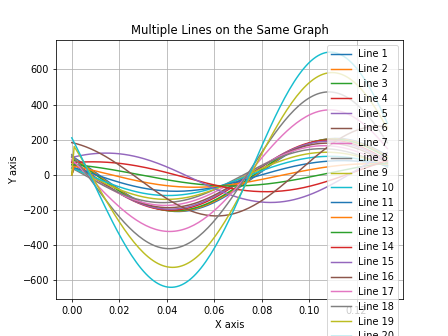 Multiple Lines on the Same Graph
Y axis
600
400
200
0
−200
−400
−600
0.00
0.02
0.04
0.06
0.08
0.10
X axis
Line 1
Line 2
Line 3
Line 4
Line 5
Line 6
Line 7
Line 8
Line 9
Line 10
Line 11
Line 12
Line 13
Line 14
Line 15
Line 16
Line 17
Line 18
Line 19
Line 20